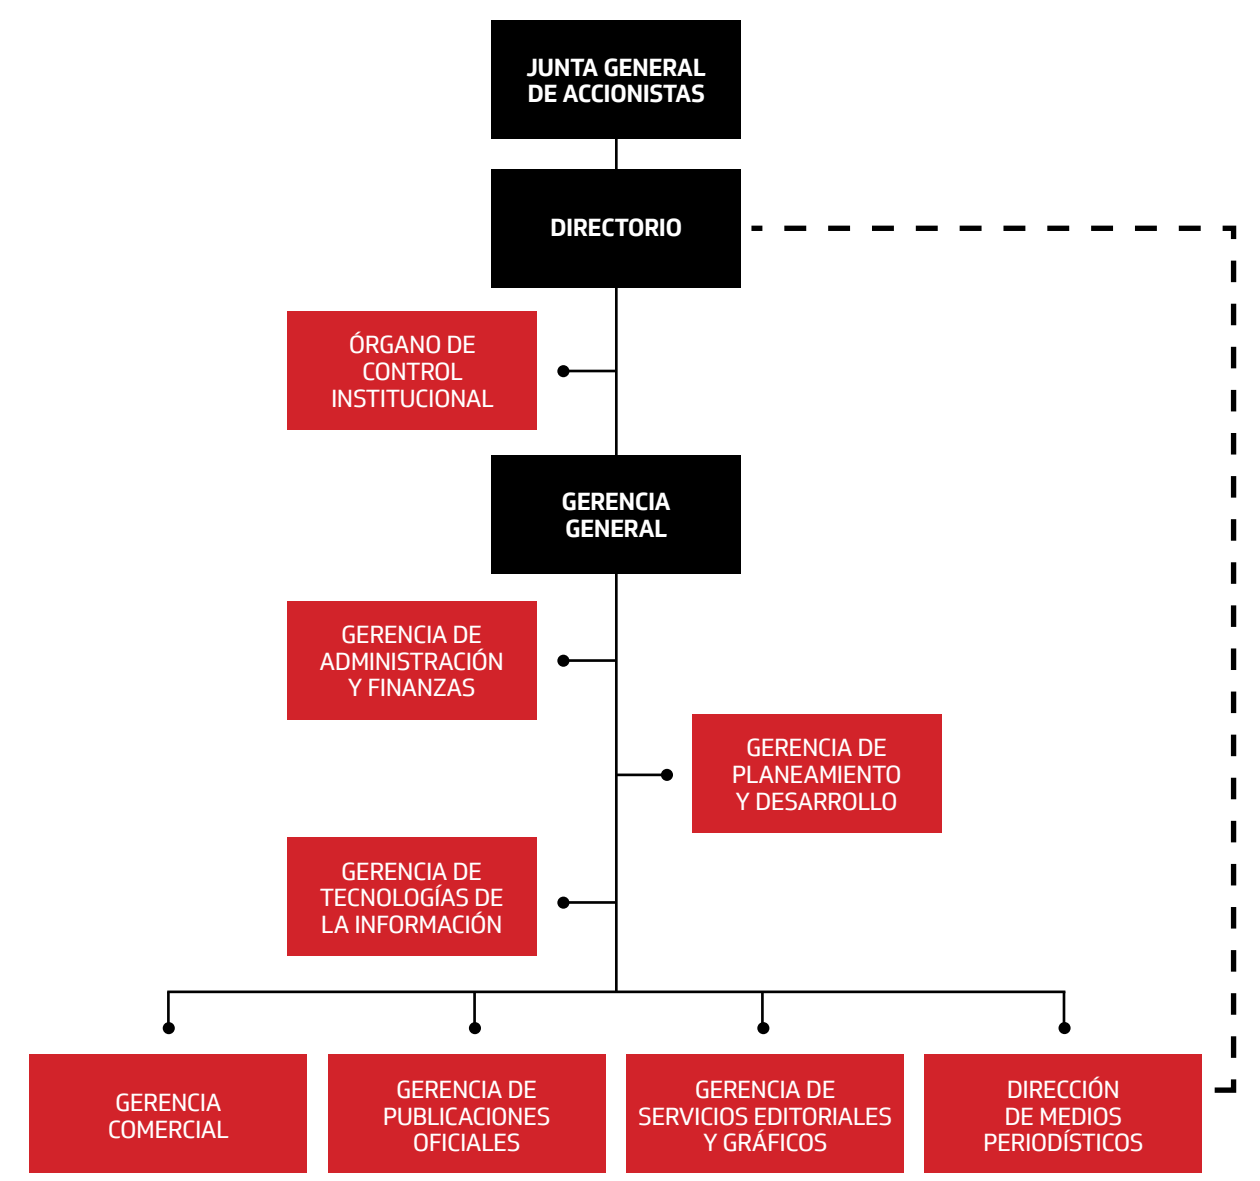 JUNTA GENERAL
DE ACCIONISTAS
DIRECTORIO
ÓRGANO DE
CONTROL
INSTITUCIONAL
GERENCIA
GENERAL
GERENCIA DE
ADMINISTRACIÓN
Y FINANZAS
GERENCIA DE
PLANEAMIENTO
Y DESARROLLO
GERENCIA DE
TECNOLOGÍAS DE
LA INFORMACIÓN
GERENCIA
COMERCIAL
GERENCIA DE
PUBLICACIONES
OFICIALES
GERENCIA DE
SERVICIOS EDITORIALES
Y GRÁFICOS
DIRECCIÓN
DE MEDIOS
PERIODÍSTICOS